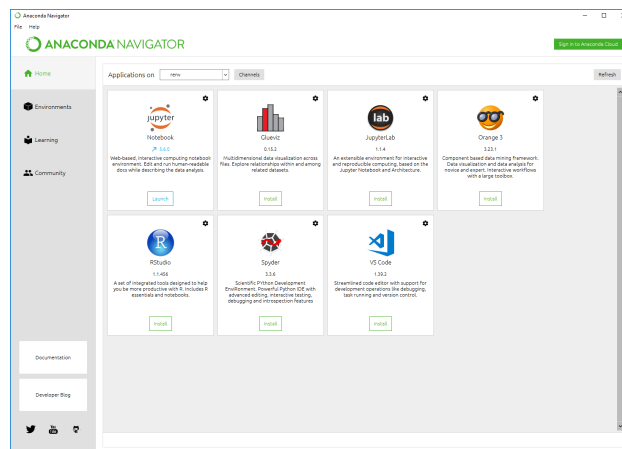 Anaconda Navigator
File Help
ANACONDA NAVIGATOR
Sign in to Anaconda Cloud
Home
Environments
Learning
Community
Documentation
Developer Blog
You Tube
Applications on renv Channels Refresh
jupyter
Notebook
5.6.0
Web-based, interactive computing notebook
environment. Edit and run human-readable
docs while describing the data analysis.
Launch
Glueviz
0.15.2
Multidimensional data visualization across
files. Explore relationships within and among
related datasets.
Install
lab
JupyterLab
1.1.4
An extensible environment for interactive
and reproducible computing, based on the
Jupyter Notebook and Architecture.
Install
Orange 3
3.23.1
Component based data mining framework.
Data visualization and data analysis for
novice and expert. Interactive workflows
with a large toolbox.
Install
R
RStudio
1.1.456
A set of integrated tools designed to help
you be more productive with R. Includes R
essentials and notebooks.
Install
Spyder
3.3.6
Scientific PYthon Development
EnviRonment. Powerful Python IDE with
advanced editing, interactive testing,
debugging and introspection features
Install
VS Code
1.39.2
Streamlined code editor with support for
development operations like debugging,
task running and version control.
Install